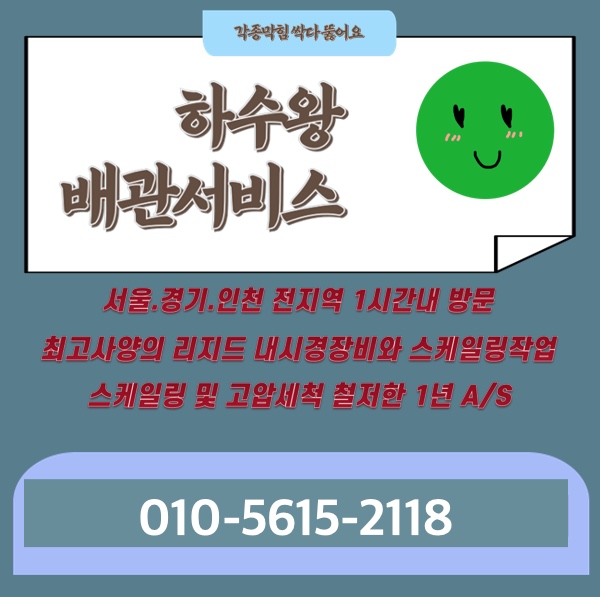 각종막힘 싹다 뚫어요
하수왕
배관서비스
서울.경기.인천 전지역 1시간내 방문
최고사양의 리지드 내시경장비와 스케일링작업
스케일링 및 고압세척 철저한 1년 A/S
010-5615-2118